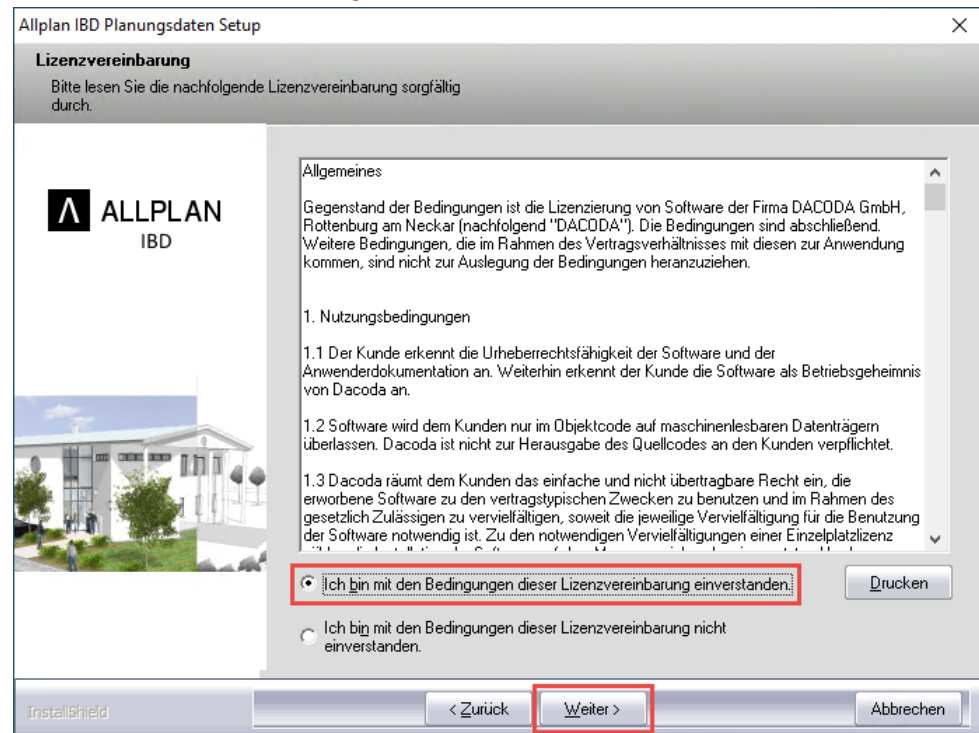 Allplan IBD Planungsdaten Setup
Lizenzvereinbarung
Bitte lesen Sie die nachfolgende Lizenzvereinbarung sorgfältig
durch.
ALLPLAN
IBD
Allgemeines
Gegenstand der Bedingungen ist die Lizenzierung von Software der Firma DACODA GmbH,
Rottenburg am Neckar (nachfolgend "DACODA"). Die Bedingungen sind abschließend.
Weitere Bedingungen, die im Rahmen des Vertragsverhältnisses mit diesen zur Anwendung
kommen, sind nicht zur Auslegung der Bedingungen heranzuziehen.
1. Nutzungsbedingungen
1.1 Der Kunde erkennt die Urheberrechtsfähigkeit der Software und der
Anwenderdokumentation an. Weiterhin erkennt der Kunde die Software als Betriebsgeheimnis
von Dacoda an.
1.2 Software wird dem Kunden nur im Objektcode auf maschinenlesbaren Datenträgern
überlassen. Dacoda ist nicht zur Herausgabe des Quellcodes an den Kunden verpflichtet.
1.3 Dacoda räumt dem Kunden das einfache und nicht übertragbare Recht ein, die
erworbene Software zu den vertragstypischen Zwecken zu benutzen und im Rahmen des
gesetzlich Zulässigen zu vervielfältigen, soweit die jeweilige Vervielfältigung für die Benutzung
der Software notwendig ist. Zu den notwendigen Vervielfältigungen einer Einzelplatzlizenz
Ich bin mit den Bedingungen dieser Lizenzvereinbarung einverstanden.
Drucken
Ich bin mit den Bedingungen dieser Lizenzvereinbarung nicht
einverstanden.
InstallShield
< Zurück
Weiter >
Abbrechen